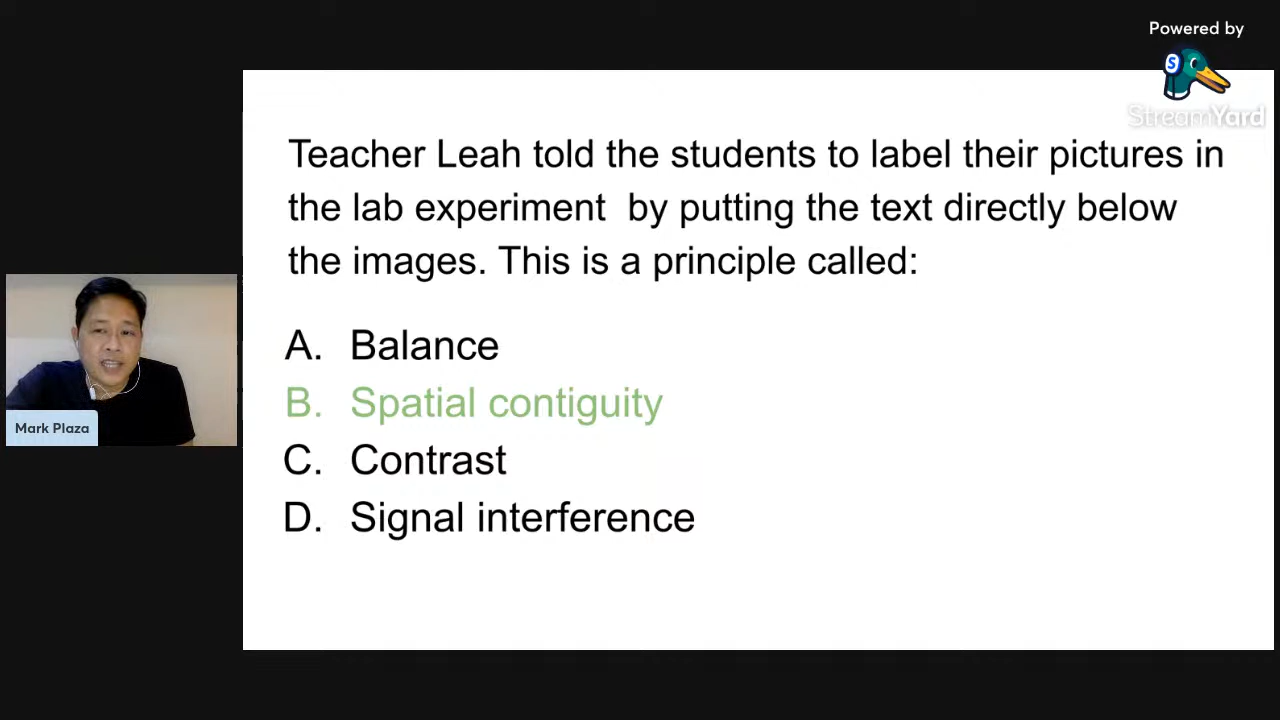 Powered by
StreamYard
Teacher Leah told the students to label their pictures in
the lab experiment by putting the text directly below
the images. This is a principle called:
A. Balance
B. Spatial contiguity
C. Contrast
D. Signal interference
Mark Plaza